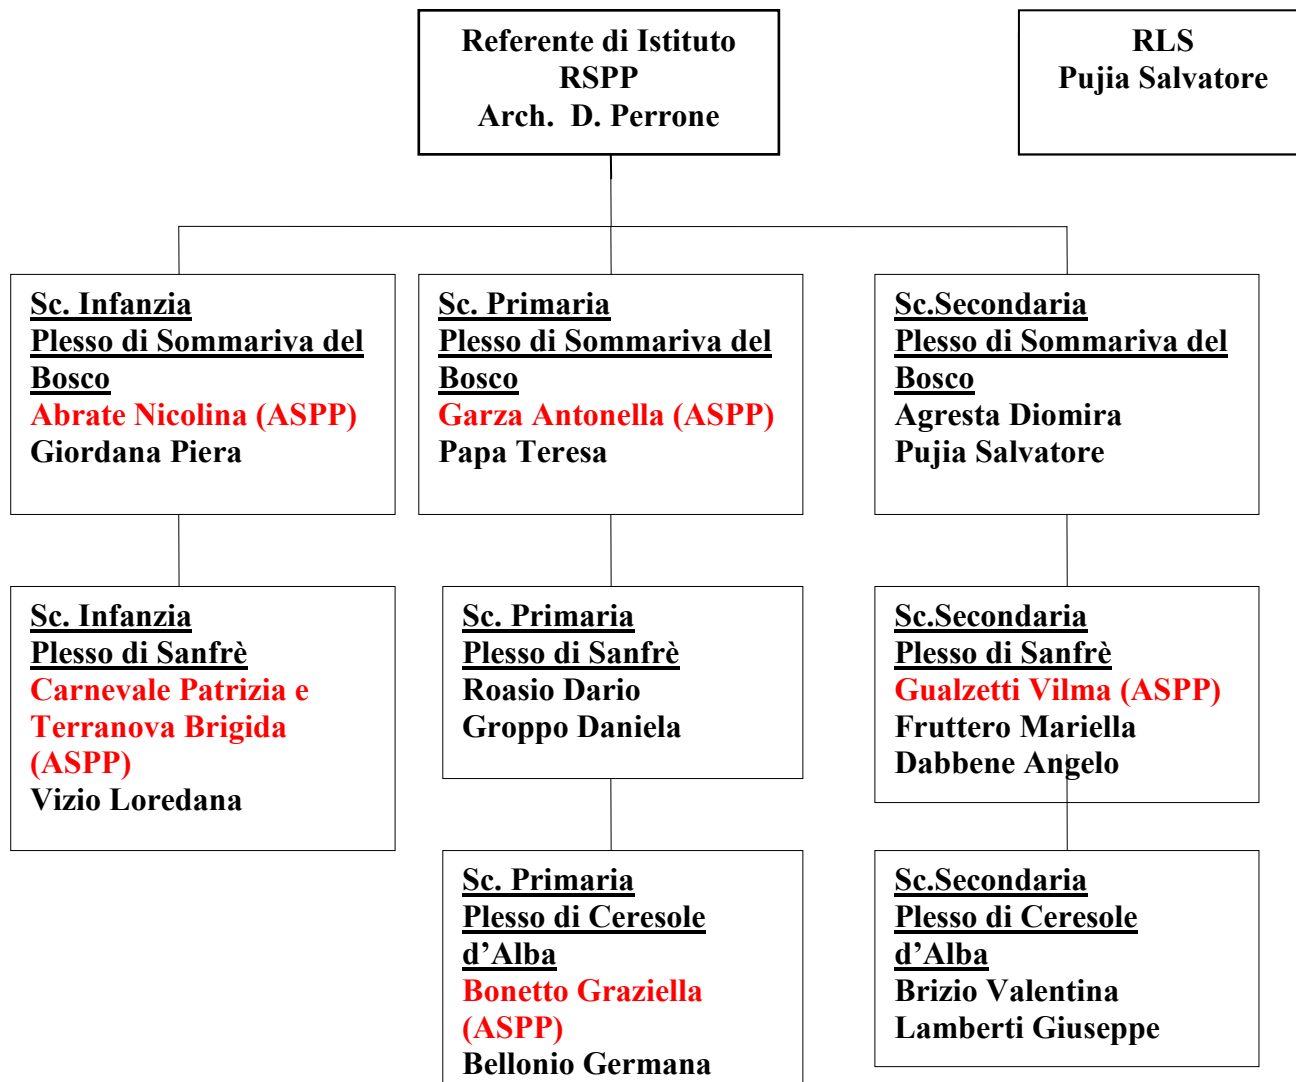 Referente di Istituto
RSPP
Arch.  D. Perrone
RLS
Pujia Salvatore
Sc. Infanzia
Plesso di Sommariva del
Bosco
Abrate Nicolina (ASPP)
Giordana Piera
Sc. Primaria
Plesso di Sommariva del
Bosco
Garza Antonella (ASPP)
Papa Teresa
Sc.Secondaria
Plesso di Sommariva del
Bosco
Agresta Diomira
Pujia Salvatore
Sc. Infanzia
Plesso di Sanfrè
Carnevale Patrizia e
Terranova Brigida
(ASPP)
Vizio Loredana
Sc. Primaria
Plesso di Sanfrè
Roasio Dario
Groppo Daniela
Sc.Secondaria
Plesso di Sanfrè
Gualzetti Vilma (ASPP)
Fruttero Mariella
Dabbene Angelo
Sc. Primaria
Plesso di Ceresole
d’Alba
Bonetto Graziella
(ASPP)
Bellonio Germana
Sc.Secondaria
Plesso di Ceresole
d’Alba
Brizio Valentina
Lamberti Giuseppe